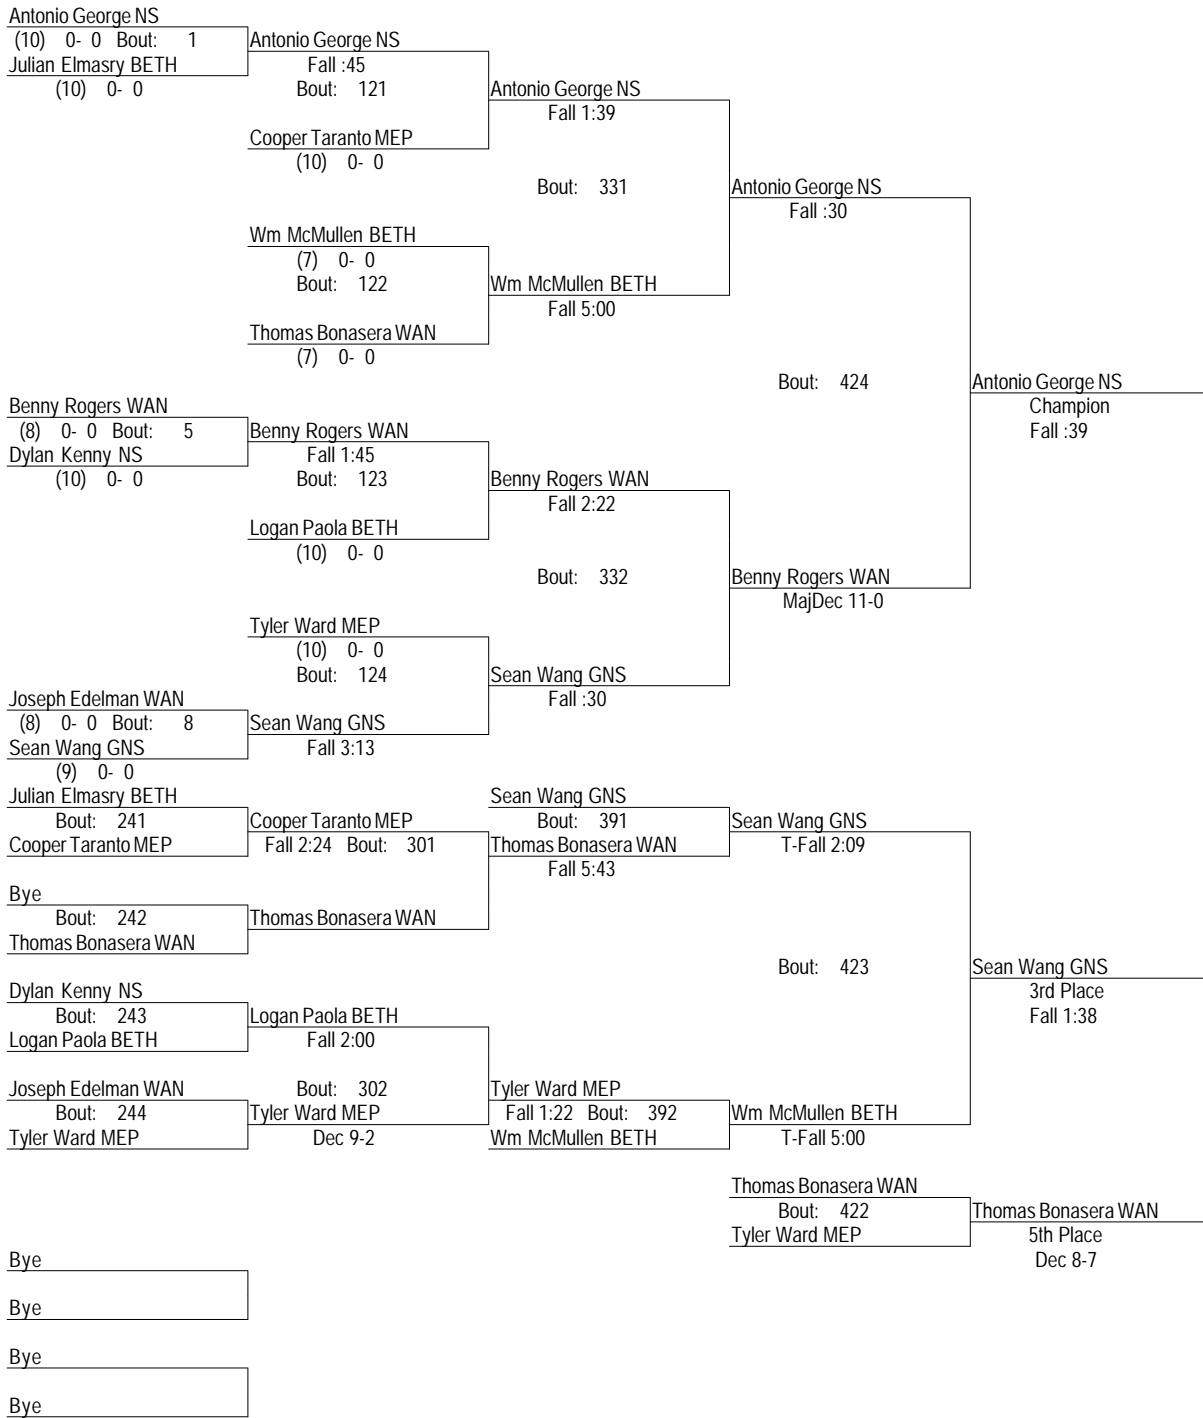 Antonio George NS
(10) 0- 0 Bout: 1
Julian Elmasry BETH
(10) 0- 0
Antonio George NS
Fall :45
Bout: 121
Cooper Taranto MEP
(10) 0- 0
Antonio George NS
Fall 1:39
Bout: 331
Wm McMullen BETH
(7) 0- 0
Bout: 122
Thomas Bonasera WAN
(7) 0- 0
Wm McMullen BETH
Fall 5:00
Antonio George NS
Fall :30
Bout: 424
Antonio George NS
Champion
Fall :39
Benny Rogers WAN
(8) 0- 0 Bout: 5
Dylan Kenny NS
(10) 0- 0
Benny Rogers WAN
Fall 1:45
Bout: 123
Logan Paola BETH
(10) 0- 0
Benny Rogers WAN
Fall 2:22
Bout: 332
Benny Rogers WAN
MajDec 11-0
Tyler Ward MEP
(10) 0- 0
Bout: 124
Sean Wang GNS
Fall :30
Joseph Edelman WAN
(8) 0- 0 Bout: 8
Sean Wang GNS
(9) 0- 0
Sean Wang GNS
Fall 3:13
Julian Elmasry BETH
Bout: 241
Cooper Taranto MEP
Cooper Taranto MEP
Fall 2:24 Bout: 301
Sean Wang GNS
Bout: 391
Thomas Bonasera WAN
Fall 5:43
Sean Wang GNS
T-Fall 2:09
Bye
Bout: 242
Thomas Bonasera WAN
Thomas Bonasera WAN
Bout: 423
Sean Wang GNS
3rd Place
Fall 1:38
Dylan Kenny NS
Bout: 243
Logan Paola BETH
Logan Paola BETH
Fall 2:00
Bout: 302
Joseph Edelman WAN
Bout: 244
Tyler Ward MEP
Tyler Ward MEP
Dec 9-2
Tyler Ward MEP
Fall 1:22 Bout: 392
Wm McMullen BETH
Wm McMullen BETH
T-Fall 5:00
Thomas Bonasera WAN
Bout: 422
Tyler Ward MEP
Thomas Bonasera WAN
5th Place
Dec 8-7
Bye
Bye
Bye
Bye